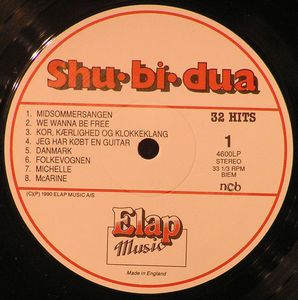 Shu·bi·dua
32 HITS
1. MIDSOMMERSANGEN
2. WE WANNA BE FREE
3. KOR, KÆRLIGHED OG KLOKKEKLANG
4. JEG HAR KØBT EN GUITAR
5. DANMARK
6. FOLKEVOGNEN
7. MICHELLE
8. McARINE
1
4600LP
STEREO
33 1/3 RPM
BIEM
ncb
(C)(P) 1990 ELAP MUSIC A/S
Elap
Music
Made in England